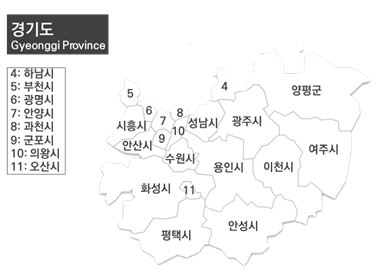 경기도
Gyeonggi Province
4: 하남시
5: 부천시
6: 광명시
7: 안양시
8: 과천시
9: 군포시
10: 의왕시
11: 오산시
4
양평군
5
6
8
시흥시
7
10
성남시
광주시
9
안산시
수원시
여주시
용인시
이천시
화성시
11
안성시
평택시